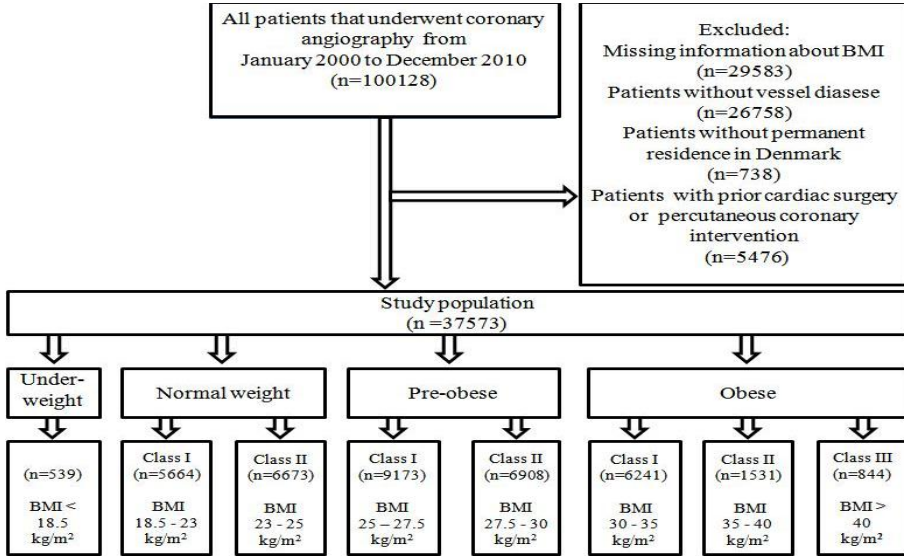 All patients that underwent coronary
angiography from
January 2000 to December 2010
(n=100128)
Excluded:
Missing information about BMI
(n=29583)
Patients without vessel diasese
(n=26758)
Patients without permanent
residence in Denmark
(n=738)
Patients with prior cardiac surgery
or percutaneous coronary
intervention
(n=5476)
Study population
(n =37573)
Under-
weight
Normal weight
Pre-obese
Obese
(n=539)
BMI <
18.5
kg/m²
Class I
(n=5664)
BMI
18.5 - 23
kg/m²
Class II
(n=6673)
BMI
23 - 25
kg/m²
Class I
(n=9173)
BMI
25 – 27.5
kg/m²
Class II
(n=6908)
BMI
27.5 - 30
kg/m²
Class I
(n=6241)
BMI
30 - 35
kg/m²
Class II
(n=1531)
BMI
35 - 40
kg/m²
Class III
(n=844)
BMI >
40
kg/m²